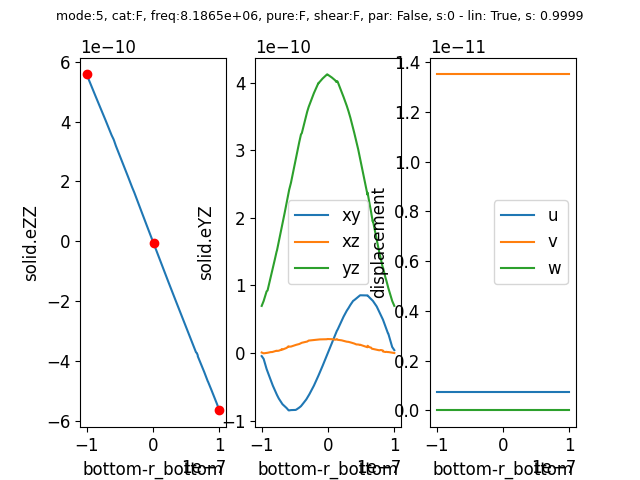 mode:5, cat:F, freq:8.1865e+06, pure:F, shear:F, par: False, s:0 - lin: True, s: 0.9999
1e−10
6
4
2
0
−2
−4
−6
solid.eZZ
−1
0
1
1e−7
bottom-r_bottom
1e−10
4
3
2
1
0
−1
solid.eYZ
xy
xz
yz
−1
0
1
1e−7
bottom-r_bottom
1e−11
1.4
1.2
1.0
0.8
0.6
0.4
0.2
0.0
displacement
u
v
w
−1
0
1
1e−7
bottom-r_bottom